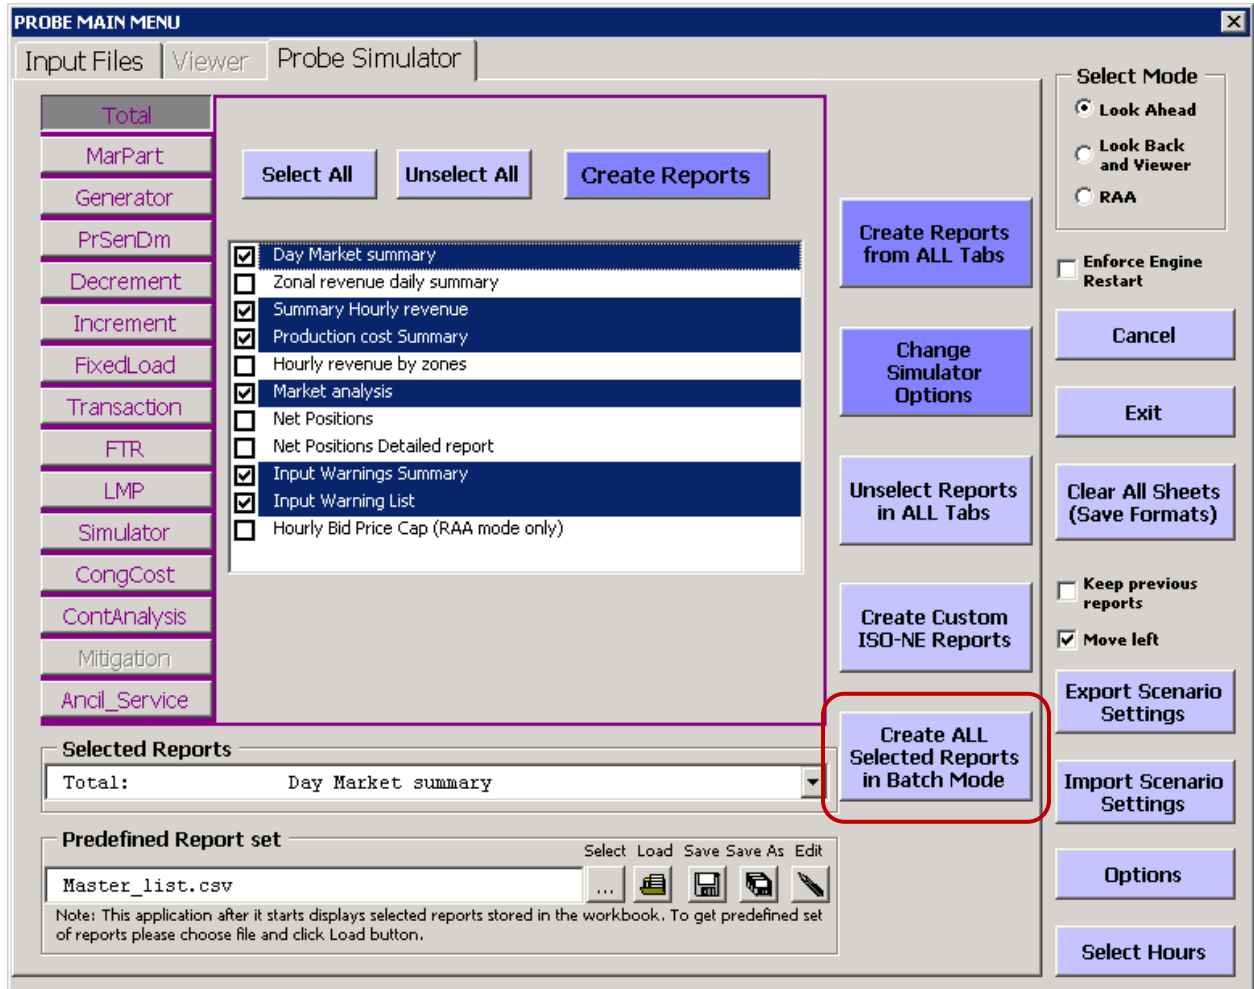 PROBE MAIN MENU
Input Files
Viewer
Probe Simulator
Total
MarPart
Generator
PrSenDm
Decrement
Increment
FixedLoad
Transaction
FTR
LMP
Simulator
CongCost
ContAnalysis
Mitigation
Ancil_Service
Select All
Unselect All
Create Reports
Day Market summary
Zonal revenue daily summary
Summary Hourly revenue
Production cost Summary
Hourly revenue by zones
Market analysis
Net Positions
Net Positions Detailed report
Input Warnings Summary
Input Warning List
Hourly Bid Price Cap (RAA mode only)
Create Reports
from ALL Tabs
Change
Simulator
Options
Unselect Reports
in ALL Tabs
Create Custom
ISO-NE Reports
Create ALL
Selected Reports
in Batch Mode
Select Mode
Look Ahead
Look Back
and Viewer
RAA
Enforce Engine
Restart
Cancel
Exit
Clear All Sheets
(Save Formats)
Keep previous
reports
Move left
Export Scenario
Settings
Import Scenario
Settings
Options
Select Hours
Selected Reports
Total: Day Market summary
Predefined Report set
Select Load Save Save As Edit
Master_list.csv
...
Note: This application after it starts displays selected reports stored in the workbook. To get predefined set
of reports please choose file and click Load button.